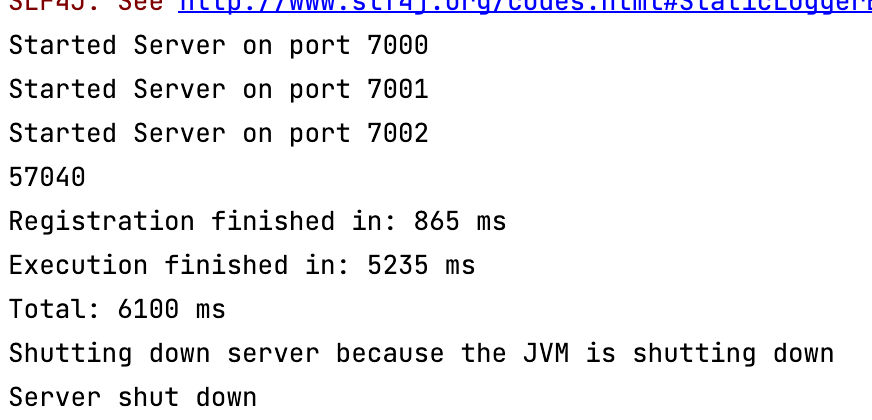 SLF4J: See http://www.slf4j.org/codes.html#StaticLogger
Started Server on port 7000
Started Server on port 7001
Started Server on port 7002
57040
Registration finished in: 865 ms
Execution finished in: 5235 ms
Total: 6100 ms
Shutting down server because the JVM is shutting down
Server shut down